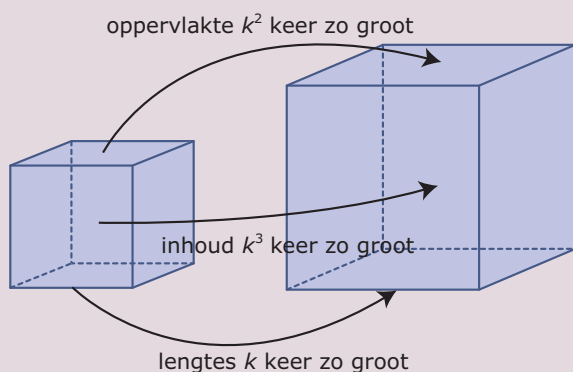 oppervlakte k² keer zo groot
inhoud k³ keer zo groot
lengtes k keer zo groot